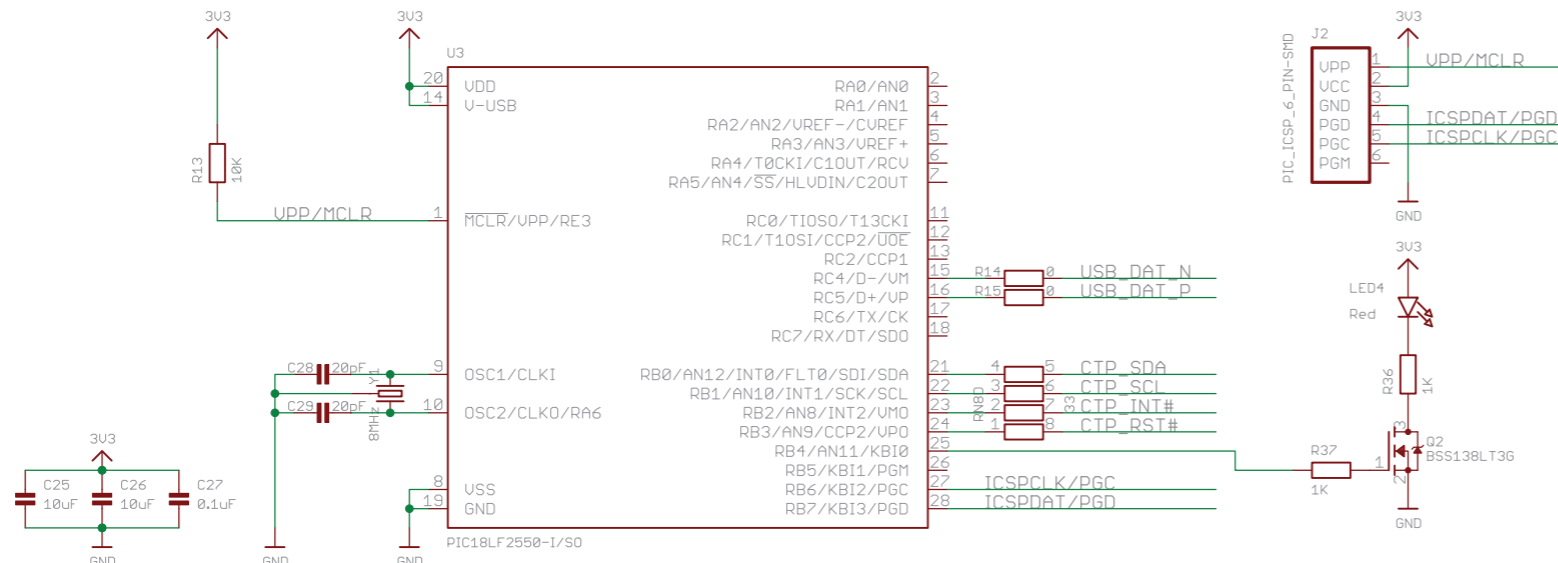 3V3
3V3
3V3
U3
J2
PIC_ICSP_6_PIN-SMD
VPP 1 VPP/MCLR
VCC 2
GND 3
PGD 4 ICSPDAT/PGD
PGC 5 ICSPCLK/PGC
PGM 6
GND
20 VDD
14 V-USB
RA0/AN0 2
RA1/AN1 3
RA2/AN2/VREF-/CVREF 4
RA3/AN3/VREF+ 5
RA4/T0CKI/C1OUT/RCV 6
RA5/AN4/SS/HLVDIN/C2OUT 7
R13
10K
VPP/MCLR 1 MCLR/VPP/RE3
RC0/TIOSO/T13CKI 11
RC1/T1OSI/CCP2/UOE 12
RC2/CCP1 13
RC4/D-/VM 15 R14 0 USB_DAT_N
RC5/D+/VP 16 R15 0 USB_DAT_P
RC6/TX/CK 17
RC7/RX/DT/SDO 18
3V3
LED4
Red
C28 20pF 9 OSC1/CLKI
Y1
8MHz
C29 20pF 10 OSC2/CLKO/RA6
RB0/AN12/INT0/FLT0/SDI/SDA 21 4 5 CTP_SDA
RB1/AN10/INT1/SCK/SCL 22 3 6 CTP_SCL
RB2/AN8/INT2/VMO 23 2 7 CTP_INT#
RB3/AN9/CCP2/VPO 24 1 8 CTP_RST#
33
RB4/AN11/KBI0 25
RB5/KBI1/PGM 26
RB6/KBI2/PGC 27 ICSPCLK/PGC
RB7/KBI3/PGD 28 ICSPDAT/PGD
R36
1K
R37
1K
1
3
2
Q2
BSS138LT3G
GND
3V3
C25
10uF
C26
10uF
C27
0.1uF
GND
GND
8 VSS
19 GND
GND
PIC18LF2550-I/SO